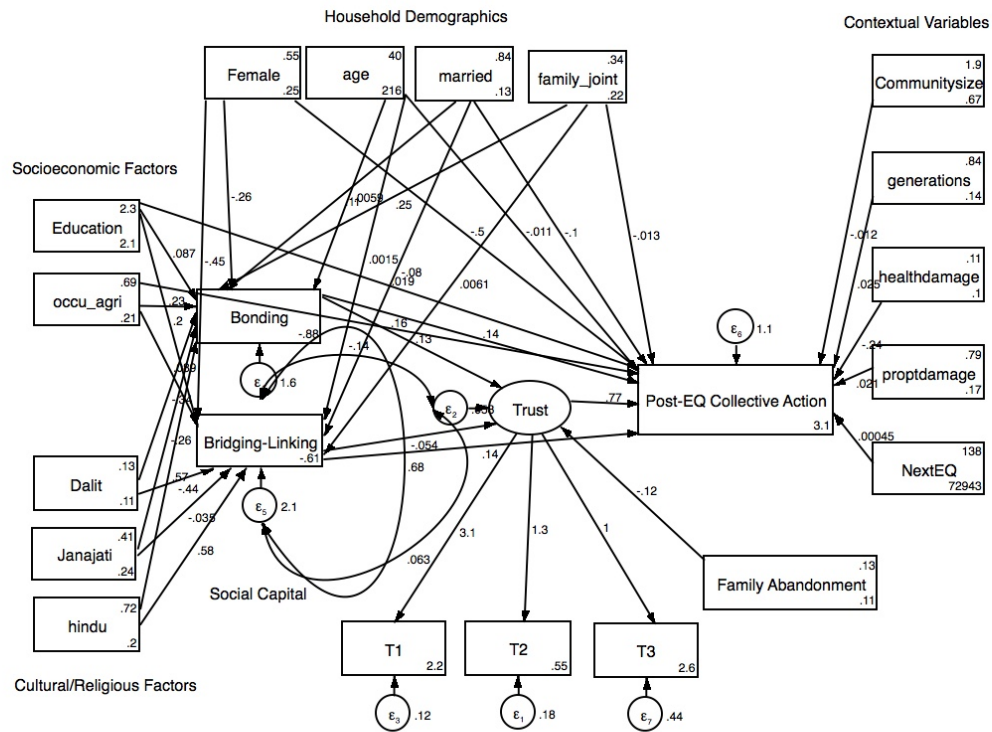 Household Demographics
Contextual Variables
.55
Female
.25
40
age
216
.84
married
.13
.34
family_joint
.22
1.9
Communitysize
.67
Socioeconomic Factors
.84
generations
.14
2.3
Education
2.1
-.26
.0059
.25
-.5
-.011
-.1
-.013
-.012
.087
-.45
.0015
-.08
.019
.0061
.11
healthdamage
.1
.025
.69
occu_agri
.21
.23
.2
Bonding
-.88
.16
.13
.14
-.14
ε₆
1.1
-.24
.79
proptdamage
.17
.021
1.6
ε₂
Trust
.77
Post-EQ Collective Action
3.1
-.26
Bridging-Linking
-.61
-.054
.14
.68
.00045
138
NextEQ
72943
.13
Dalit
.11
.57
-.44
-.035
ε₅
2.1
-.12
.41
Janajati
.24
.58
3.1
1.3
1
.063
.13
Family Abandonment
.11
Social Capital
.72
hindu
.2
T1
2.2
T2
.55
T3
2.6
Cultural/Religious Factors
ε₃
.12
ε₁
.18
ε₇
.44